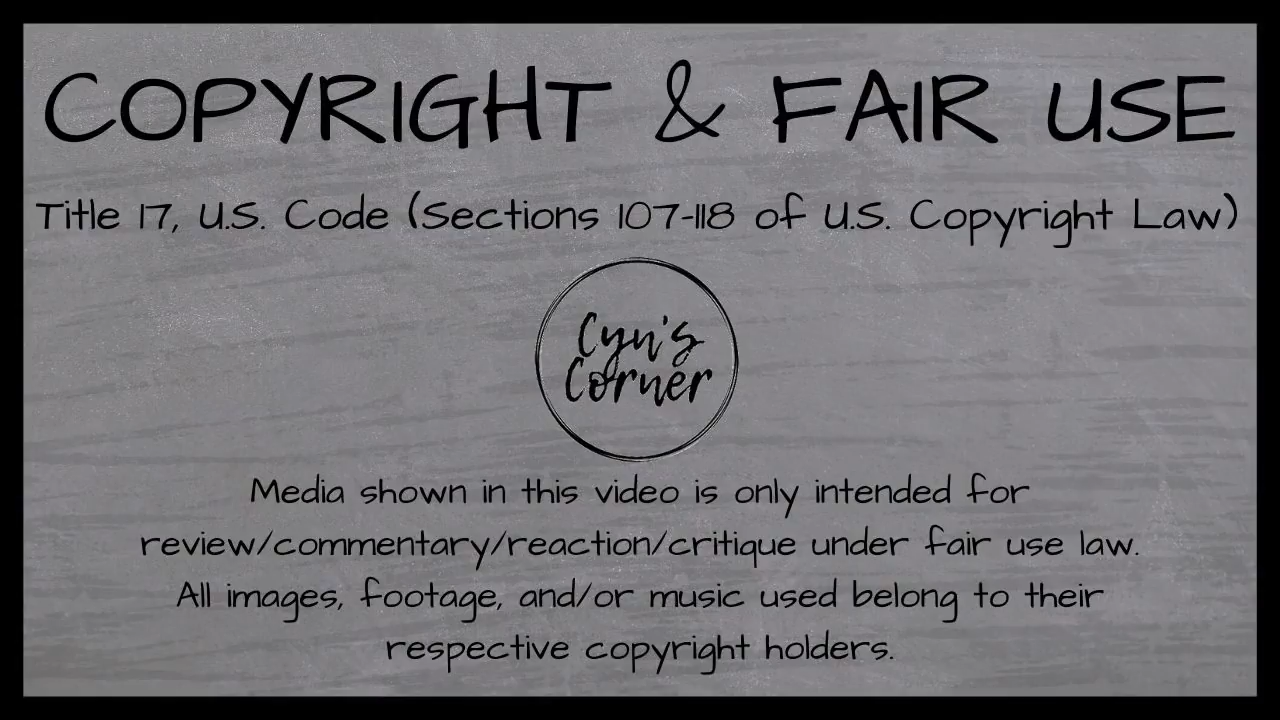 COPYRIGHT & FAIR USE
Title 17, U.S. Code (Sections 107-118 of U.S. Copyright Law)
Cyn's
Corner
Media shown in this video is only intended for
review/commentary/reaction/critique under fair use law.
All images, footage, and/or music used belong to their
respective copyright holders.